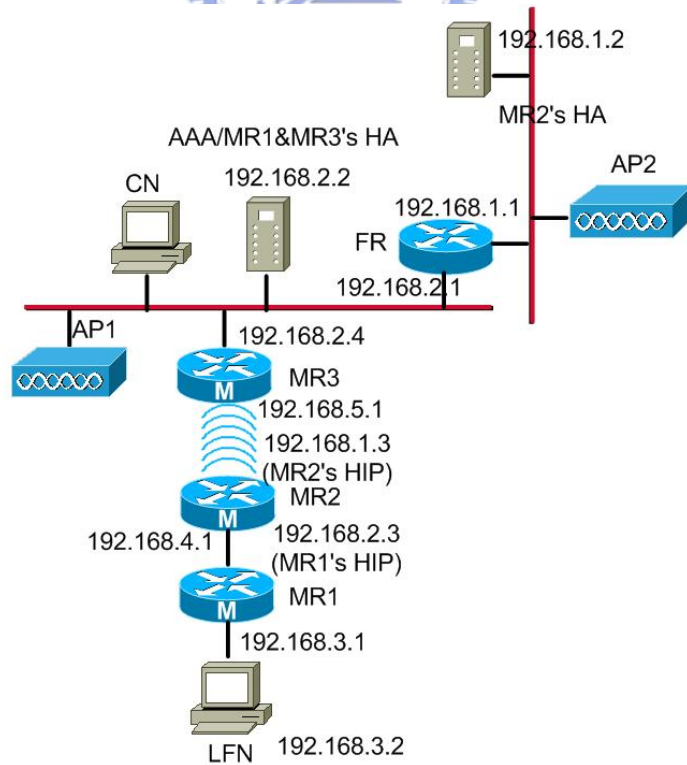 192.168.1.2
MR2's HA
AAA/MR1&MR3's HA
192.168.2.2
CN
AP2
192.168.1.1
FR
192.168.2.1
AP1
192.168.2.4
MR3
M
192.168.5.1
192.168.1.3
(MR2's HIP)
MR2
M
192.168.4.1
192.168.2.3
(MR1's HIP)
MR1
M
192.168.3.1
LFN
192.168.3.2